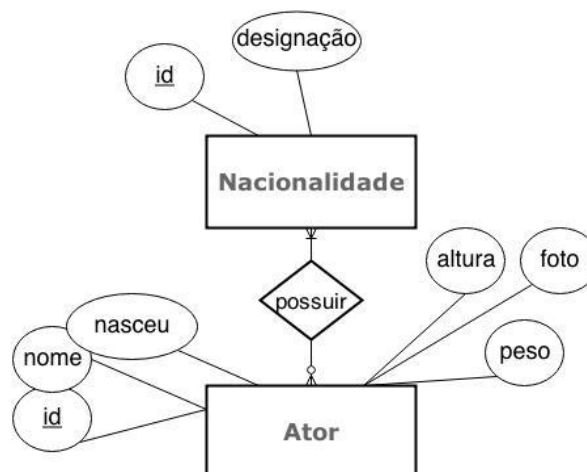 designação
id
Nacionalidade
altura
foto
possuir
nasceu
nome
peso
id
Ator